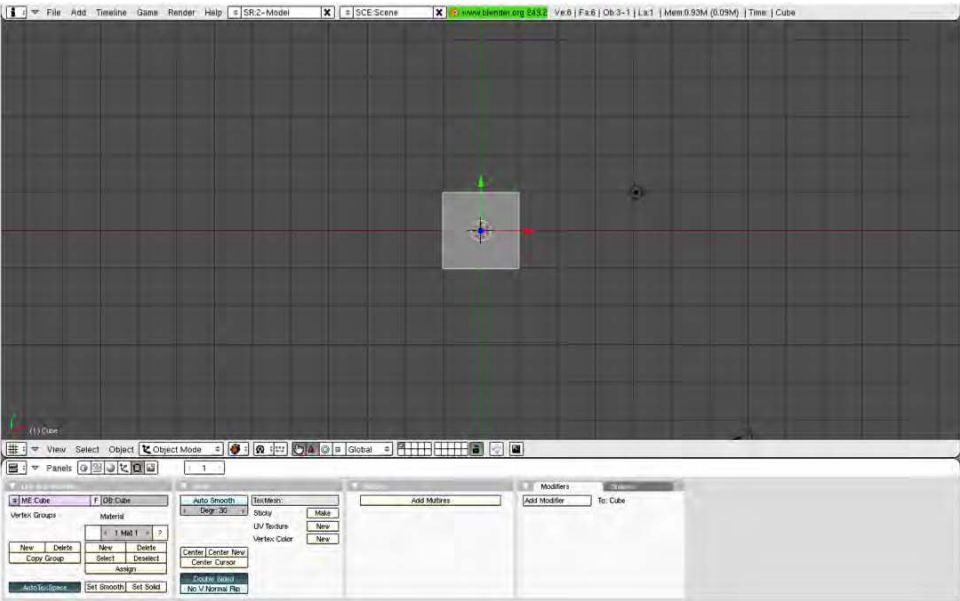 File Add Timeline Game Render Help SR:2-Model X SCE:Scene X www.blender.org 249.2 Ve:8 | Fa:6 | Ob:3-1 | La:1 | Mem:0.93M (0.09M) | Time: | Cube
(1) Cube
View Select Object Object Mode Global
Panels 1
Modifiers
ME:Cube F OB:Cube Auto Smooth TexMesh: Add Multires Add Modifier To: Cube
Degr: 30 Sticky Make
Vertex Groups Material
UV Texture New
1 Mat 1 ?
Vertex Color New
New Delete New Delete
Center Center New
Copy Group Select Deselect
Center Cursor
Assign
Double Sided
AutoTexSpace Set Smooth Set Solid No V.Normal Flip